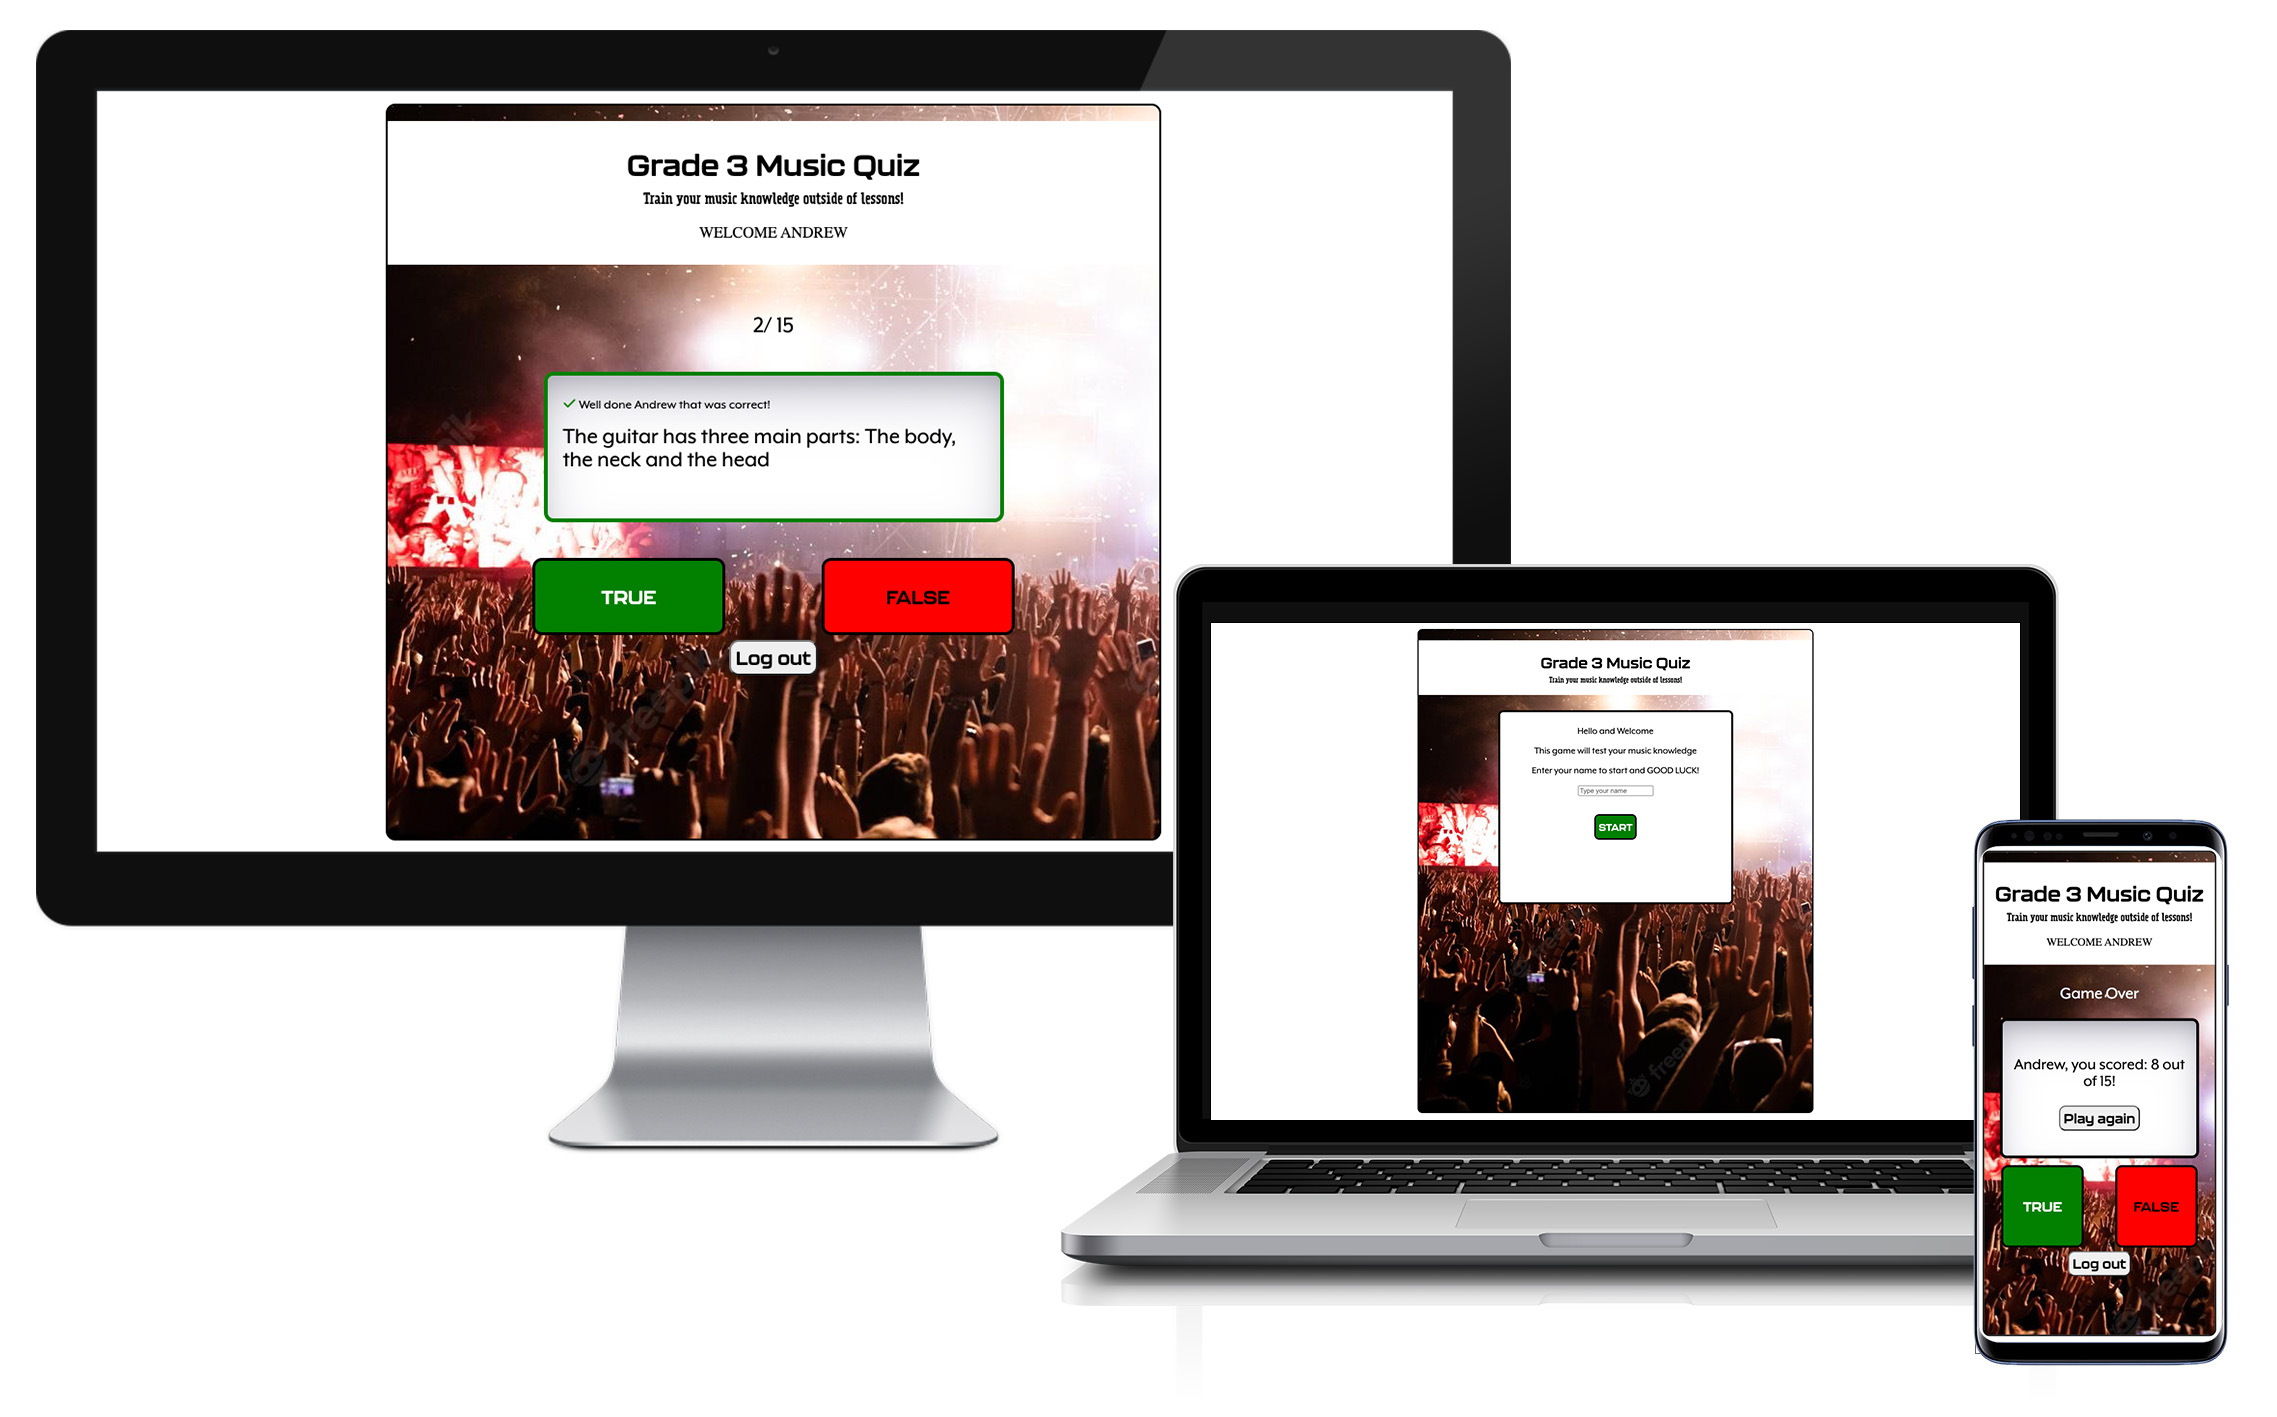 Grade 3 Music Quiz
Train your music knowledge outside of lessons!
WELCOME ANDREW
2/ 15
Well done Andrew that was correct!
The guitar has three main parts: The body,
the neck and the head
TRUE
FALSE
Log out
freepik
Grade 3 Music Quiz
Train your music knowledge outside of lessons!
Hello and Welcome
This game will test your music knowledge
Enter your name to start and GOOD LUCK!
Type your name
START
Grade 3 Music Quiz
Train your music knowledge outside of lessons!
WELCOME ANDREW
Game Over
Andrew, you scored: 8 out
of 15!
Play again
TRUE
FALSE
Log out